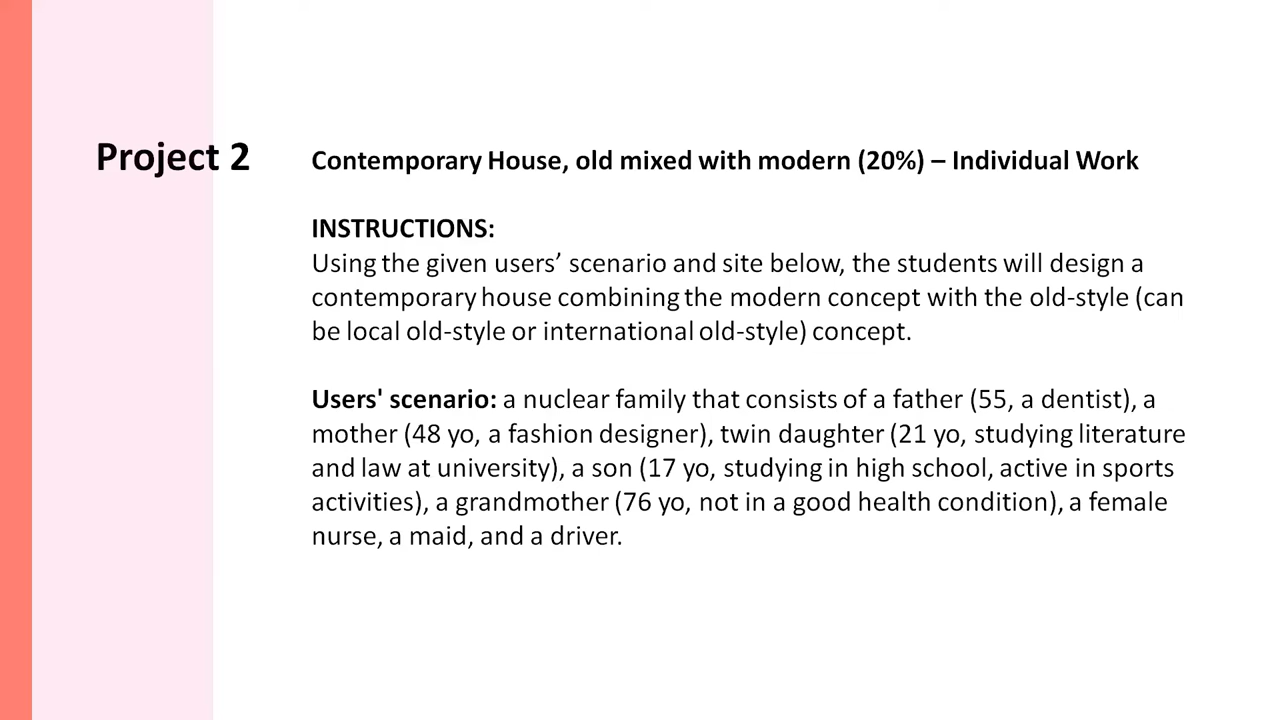 Project 2
Contemporary House, old mixed with modern (20%) – Individual Work
INSTRUCTIONS:
Using the given users’ scenario and site below, the students will design a
contemporary house combining the modern concept with the old-style (can
be local old-style or international old-style) concept.
Users' scenario: a nuclear family that consists of a father (55, a dentist), a
mother (48 yo, a fashion designer), twin daughter (21 yo, studying literature
and law at university), a son (17 yo, studying in high school, active in sports
activities), a grandmother (76 yo, not in a good health condition), a female
nurse, a maid, and a driver.